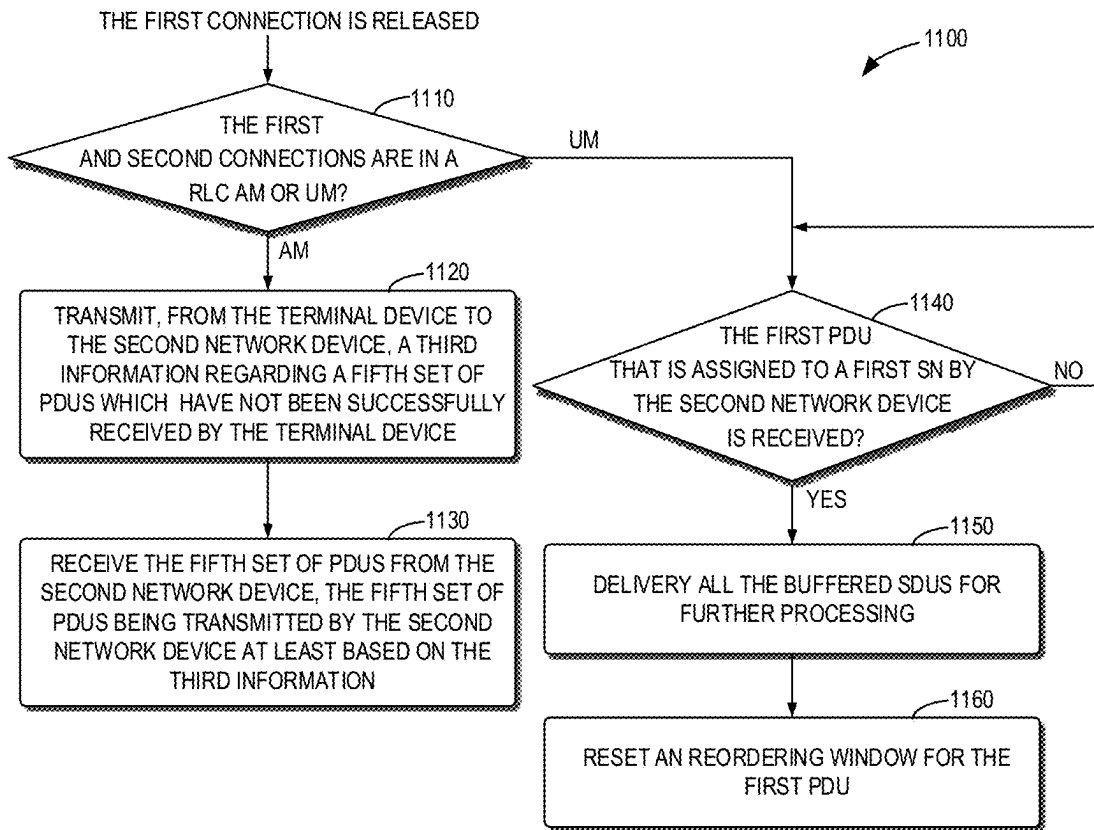 THE FIRST CONNECTION IS RELEASED
1100
1110
THE FIRST
AND SECOND CONNECTIONS ARE IN A
RLC AM OR UM?
UM
AM
1120
TRANSMIT, FROM THE TERMINAL DEVICE TO
THE SECOND NETWORK DEVICE, A THIRD
INFORMATION REGARDING A FIFTH SET OF
PDUS WHICH HAVE NOT BEEN SUCCESSFULLY
RECEIVED BY THE TERMINAL DEVICE
1130
RECEIVE THE FIFTH SET OF PDUS FROM THE
SECOND NETWORK DEVICE, THE FIFTH SET OF
PDUS BEING TRANSMITTED BY THE SECOND
NETWORK DEVICE AT LEAST BASED ON THE
THIRD INFORMATION
1140
THE FIRST PDU
THAT IS ASSIGNED TO A FIRST SN BY
THE SECOND NETWORK DEVICE
IS RECEIVED?
NO
YES
1150
DELIVERY ALL THE BUFFERED SDUS FOR
FURTHER PROCESSING
1160
RESET AN REORDERING WINDOW FOR THE
FIRST PDU